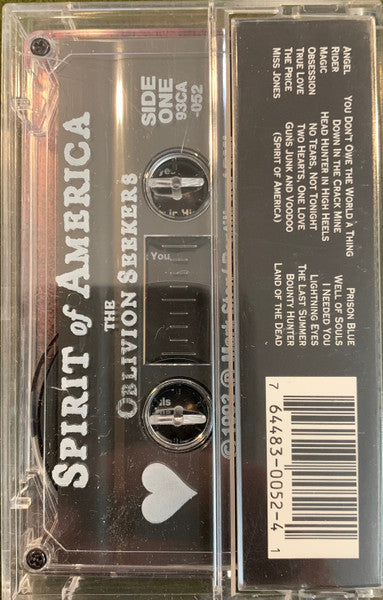 SPIRIT of AMERICA
THE
OBLIVION SEEKERS
SIDE
ONE
93CA
-052
You
ANGEL
RIDER
MAGIC
OBSESSION
TRUE LOVE
THE PRICE
MISS JONES
YOU DON'T OWE THE WORLD A THING
DOWN IN THE CRACK MINE
HEAD HUNTER IN HIGH HEELS
NO TEARS, NOT TONIGHT
TWO HEARTS, ONE LOVE
GUNS JUNK AND VOODOO
(SPIRIT OF AMERICA)
PRISON BLUE
WELL OF SOULS
I NEEDED YOU
LIGHTNING EYES
THE LAST SUMMER
BOUNTY HUNTER
LAND OF THE DEAD
7 64483-0052-4 1